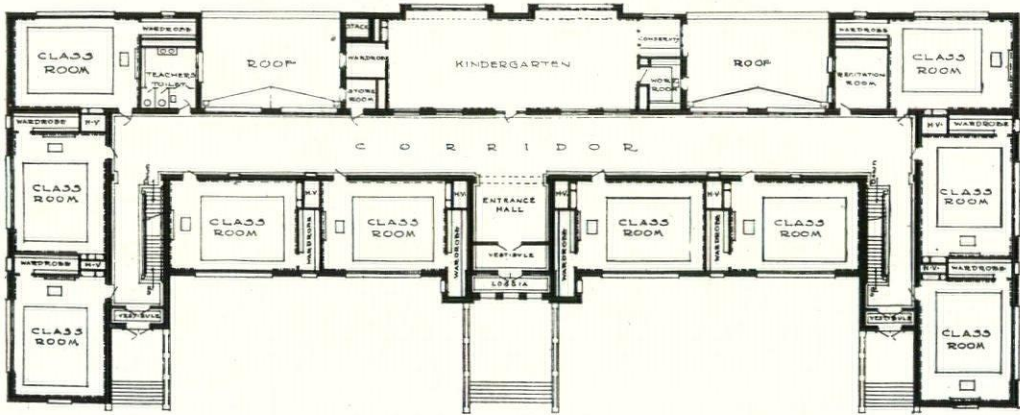 CLASS
ROOM
WARDROBE
TEACHERS
TOILET
ROOF
STACK
WARDROBE
STORE
ROOM
KINDERGARTEN
WORK
ROOM
ROOF
WARDROBE
RECITATION
ROOM
CLASS
ROOM
WARDROBE
H·V
CORRIDOR
H·V·
WARDROBE
CLASS
ROOM
CLASS
ROOM
H·V
WARDROBE
CLASS
ROOM
H·V·
WARDROBE
ENTRANCE
HALL
VESTIBULE
LOGGIA
WARDROBE
CLASS
ROOM
H·V
WARDROBE
CLASS
ROOM
CLASS
ROOM
WARDROBE
H·V
VESTIBULE
CLASS
ROOM
VESTIBULE
H·V·
WARDROBE
CLASS
ROOM